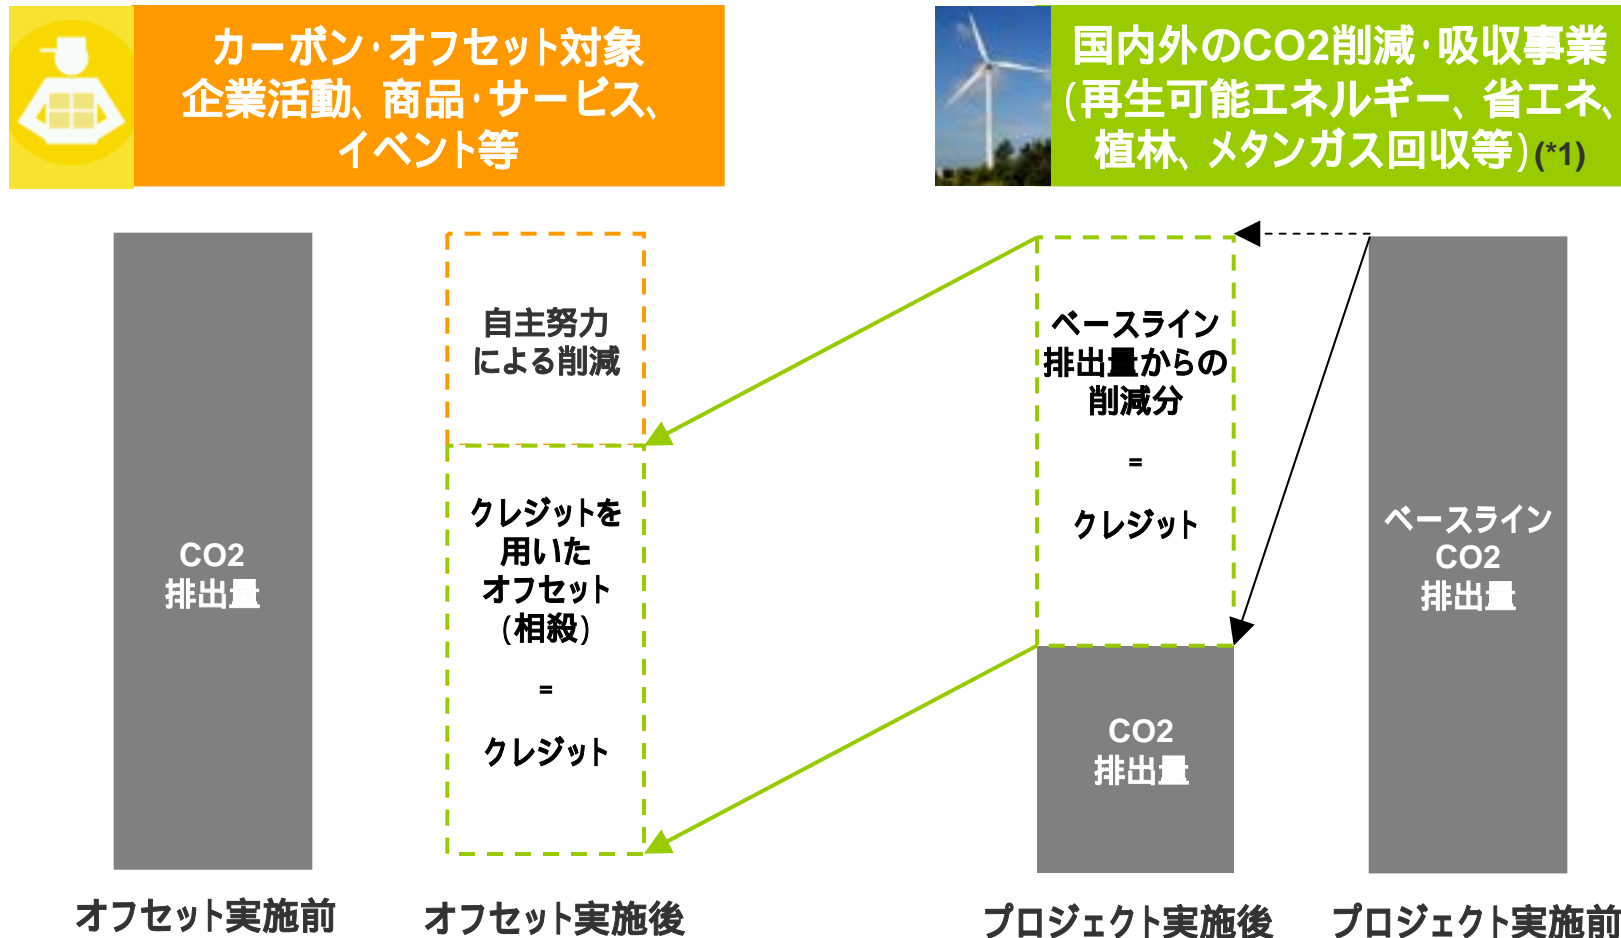 カーボン･オフセット対象
企業活動、商品･サービス、
イベント等
国内外のCO2削減･吸収事業
(再生可能エネルギー、省エネ、
植林、メタンガス回収等)(*1)
CO2
排出量
自主努力
による削減
クレジットを
用いた
オフセット
(相殺)
=
クレジット
ベースライン
排出量からの
削減分
=
クレジット
CO2
排出量
ベースライン
CO2
排出量
オフセット実施前
オフセット実施後
プロジェクト実施後
プロジェクト実施前